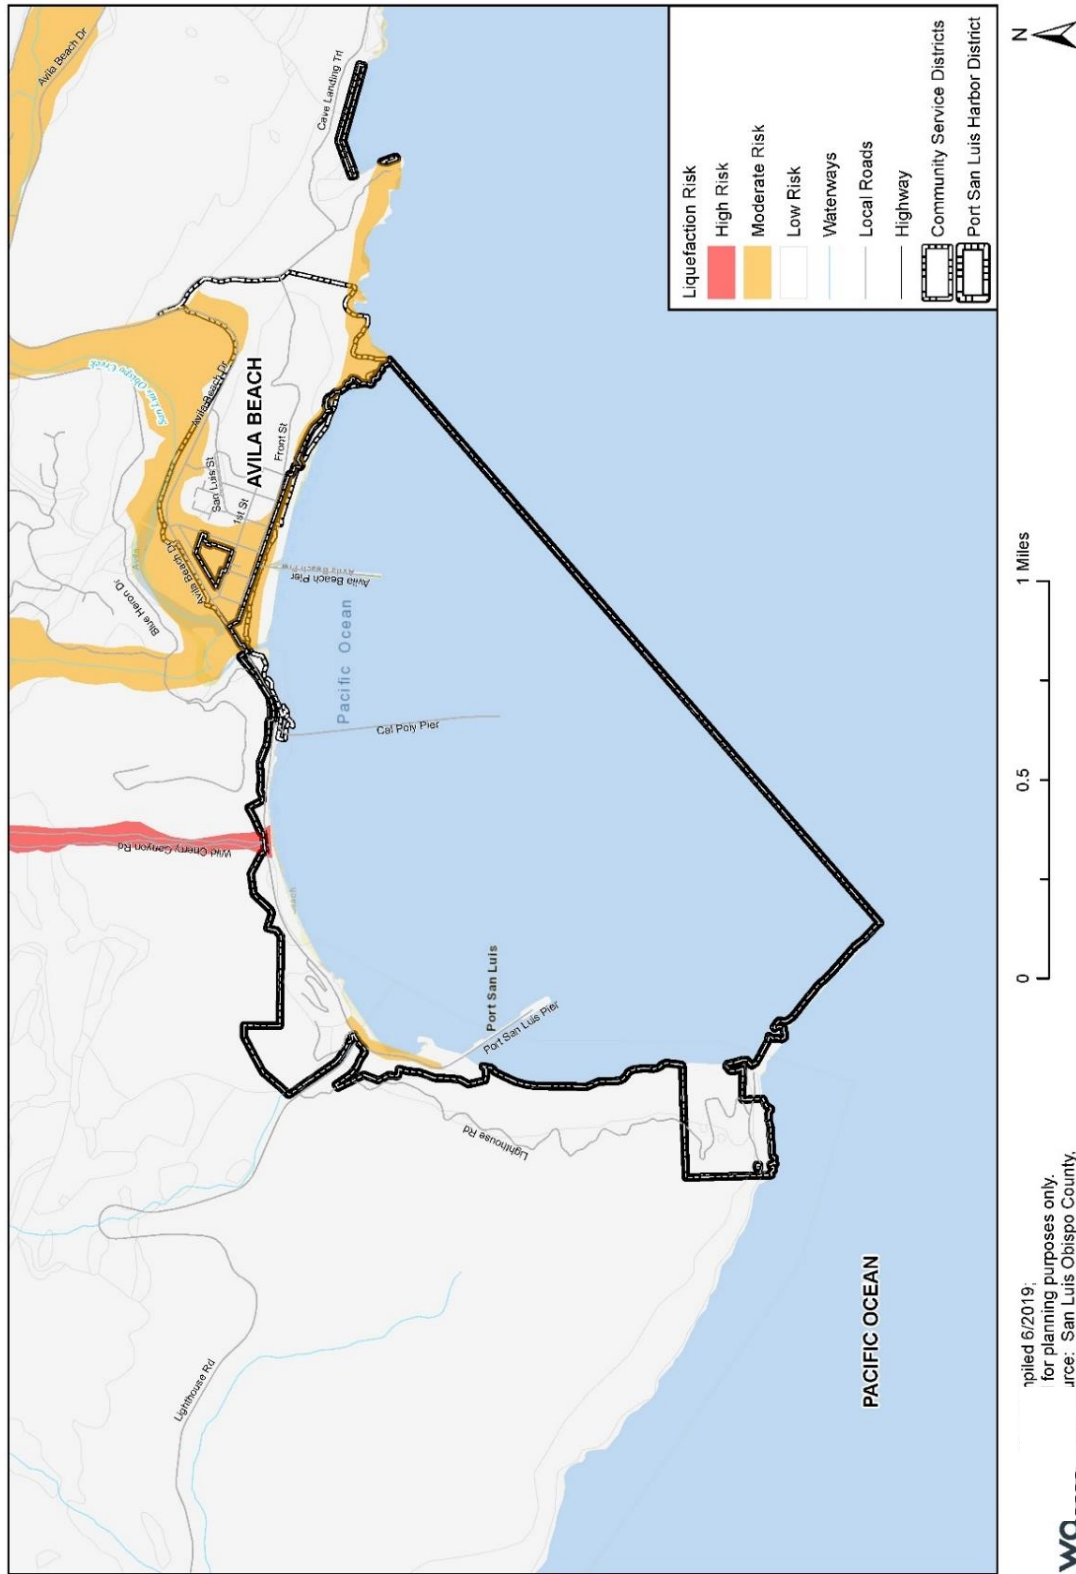 Avila Beach Dr
Cave Landing Trl
San Luis Obispo Creek
Avila Beach Dr
AVILA BEACH
San Luis St
Front St
1st St
Avila Beach Dr
Blue Heron Dr
Avila Beach Pier
Avila Beach Pier
Pacific Ocean
Cal Poly Pier
Wild Cherry Canyon Rd
Port San Luis
Port San Luis Pier
Lighthouse Rd
Lighthouse Rd
PACIFIC OCEAN
Liquefaction Risk
High Risk
Moderate Risk
Low Risk
Waterways
Local Roads
Highway
Community Service Districts
Port San Luis Harbor District
N
0 0.5 1 Miles
piled 6/2019;
for planning purposes only.
urce: San Luis Obispo County,